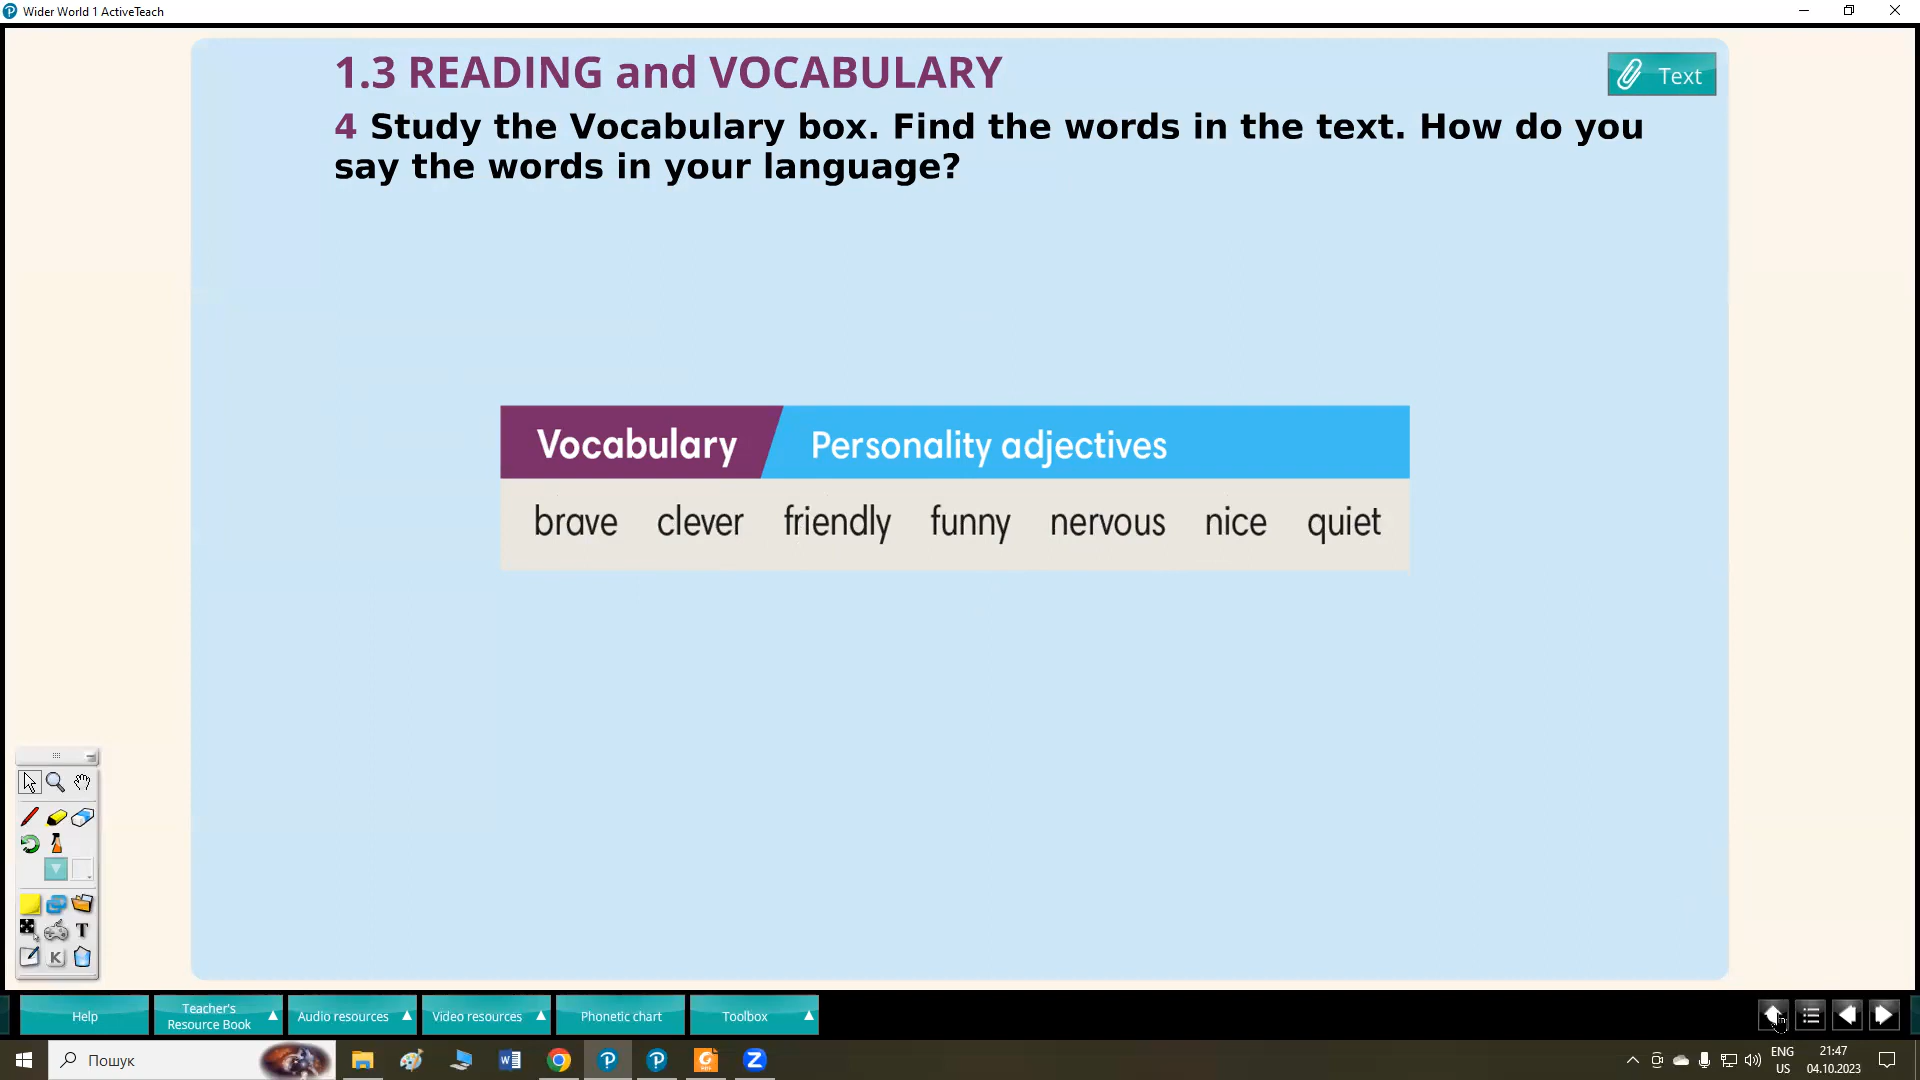 Wider World 1 ActiveTeach
1.3 READING and VOCABULARY
Text
4 Study the Vocabulary box. Find the words in the text. How do you
say the words in your language?
Vocabulary Personality adjectives
brave clever friendly funny nervous nice quiet
T
K
Help
Teacher's
Resource Book
Audio resources
Video resources
Phonetic chart
Toolbox
Пошук
ENG
US
21:47
04.10.2023